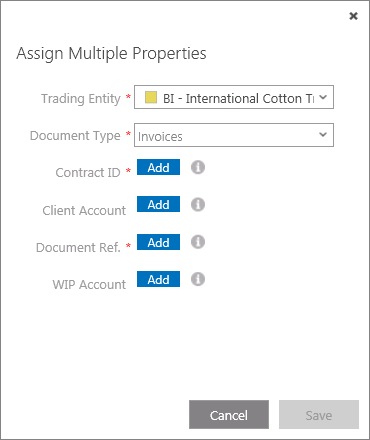 Assign Multiple Properties
Trading Entity * BI - International Cotton
Document Type * Invoices
Contract ID * Add
Client Account Add
Document Ref. * Add
WIP Account Add
Cancel Save